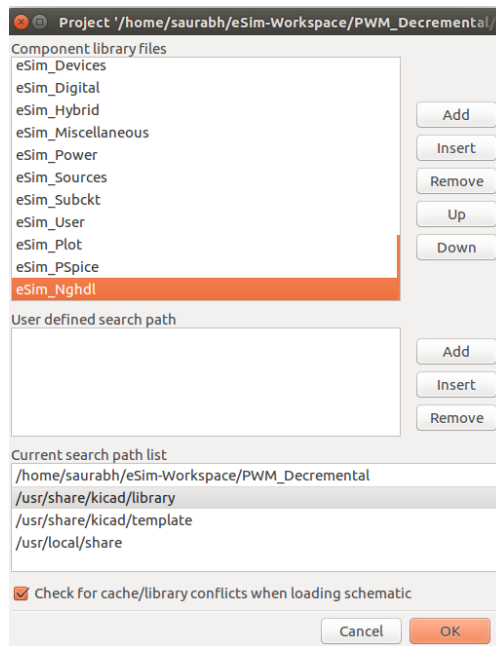 Project '/home/saurabh/eSim-Workspace/PWM_Decremental/
Component library files
eSim_Devices
eSim_Digital
eSim_Hybrid
eSim_Miscellaneous
eSim_Power
eSim_Sources
eSim_Subckt
eSim_User
eSim_Plot
eSim_PSpice
eSim_Nghdl
Add
Insert
Remove
Up
Down
User defined search path
Add
Insert
Remove
Current search path list
/home/saurabh/eSim-Workspace/PWM_Decremental
/usr/share/kicad/library
/usr/share/kicad/template
/usr/local/share
Check for cache/library conflicts when loading schematic
Cancel
OK